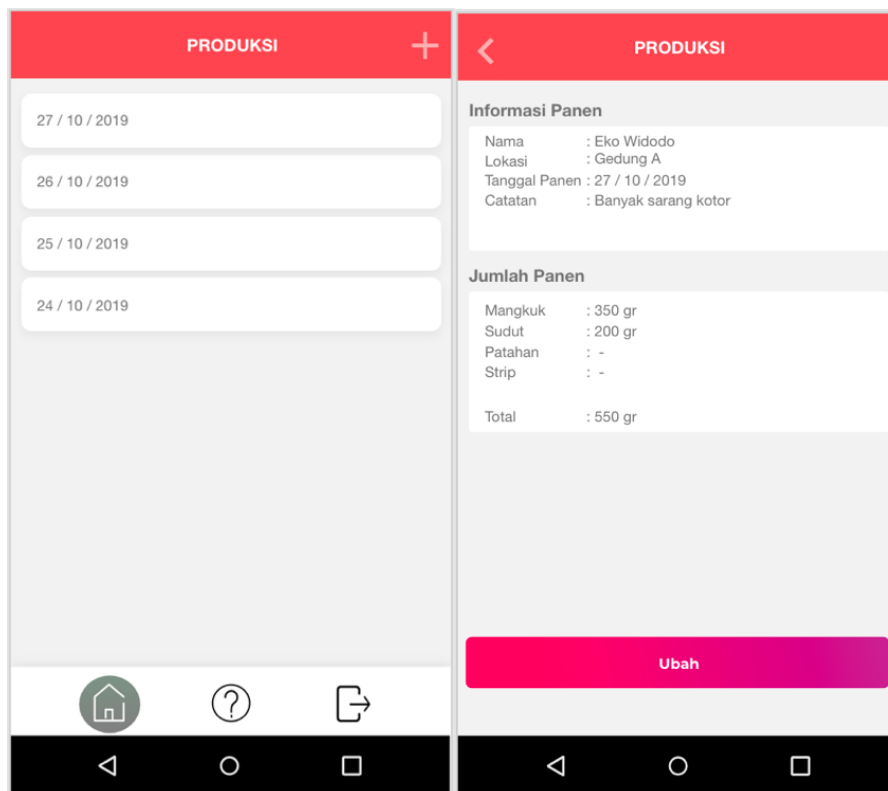 PRODUKSI
27 / 10 / 2019
26 / 10 / 2019
25 / 10 / 2019
24 / 10 / 2019
PRODUKSI
Informasi Panen
Nama : Eko Widodo
Lokasi : Gedung A
Tanggal Panen : 27 / 10 / 2019
Catatan : Banyak sarang kotor
Jumlah Panen
Mangkuk : 350 gr
Sudut : 200 gr
Patahan : -
Strip : -
Total : 550 gr
Ubah